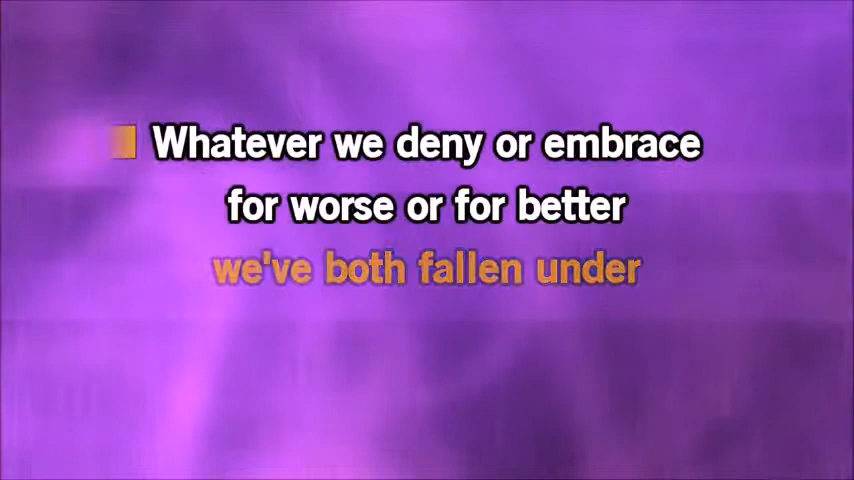 Whatever we deny or embrace
for worse or for better
we've both fallen under